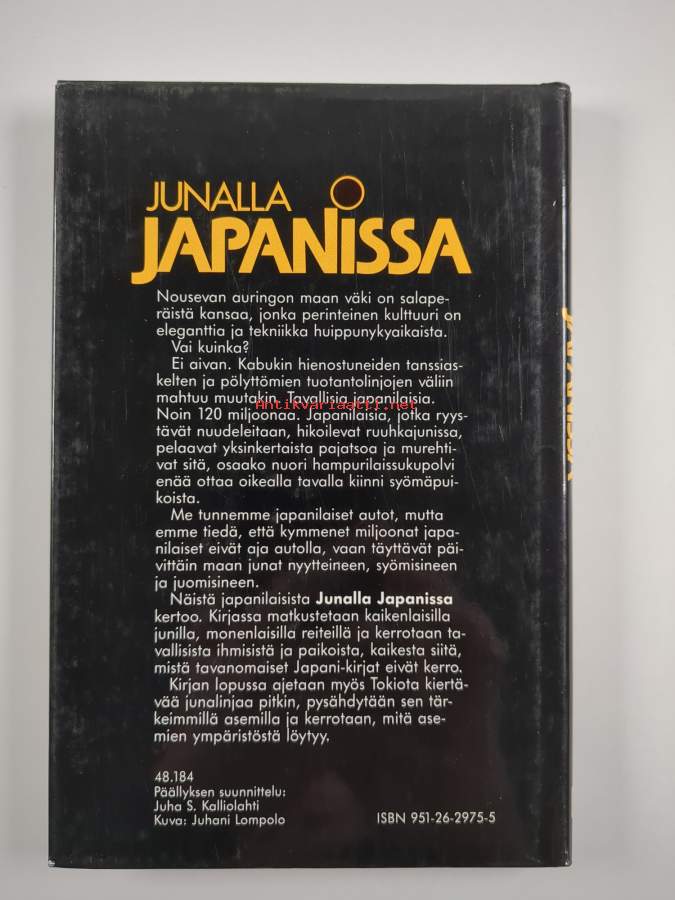 JUNALLA
JAPANISSA
Nousevan auringon maan väki on salape-
räistä kansaa, jonka perinteinen kulttuuri on
eleganttia ja tekniikka huippunykyaikaista.
Vai kuinka?
Ei aivan. Kabukin hienostuneiden tanssias-
kelten ja pölyttömien tuotantolinjojen väliin
mahtuu muutakin. Tavallisia japanilaisia.
Antikvariaatti.net
Noin 120 miljoonaa. Japanilaisia, jotka ryys-
tävät nuudeleitaan, hikoilevat ruuhkajunissa,
pelaavat yksinkertaista pajatsoa ja murehti-
vat sitä, osaako nuori hampurilaissukupolvi
enää ottaa oikealla tavalla kiinni syömäpui-
koista.
Me tunnemme japanilaiset autot, mutta
emme tiedä, että kymmenet miljoonat japa-
nilaiset eivät aja autolla, vaan täyttävät päi-
vittäin maan junat nyytteineen, syömisineen
ja juomisineen.
Näistä japanilaisista Junalla Japanissa
kertoo. Kirjassa matkustetaan kaikenlaisilla
junilla, monenlaisilla reiteillä ja kerrotaan ta-
vallisista ihmisistä ja paikoista, kaikesta siitä,
mistä tavanomaiset Japani-kirjat eivät kerro.
Kirjan lopussa ajetaan myös Tokiota kiertä-
vää junalinjaa pitkin, pysähdytään sen tär-
keimmillä asemilla ja kerrotaan, mitä ase-
mien ympäristöstä löytyy.
48.184
Päällyksen suunnittelu:
Juha S. Kalliolahti
Kuva: Juhani Lompolo
ISBN 951-26-2975-5